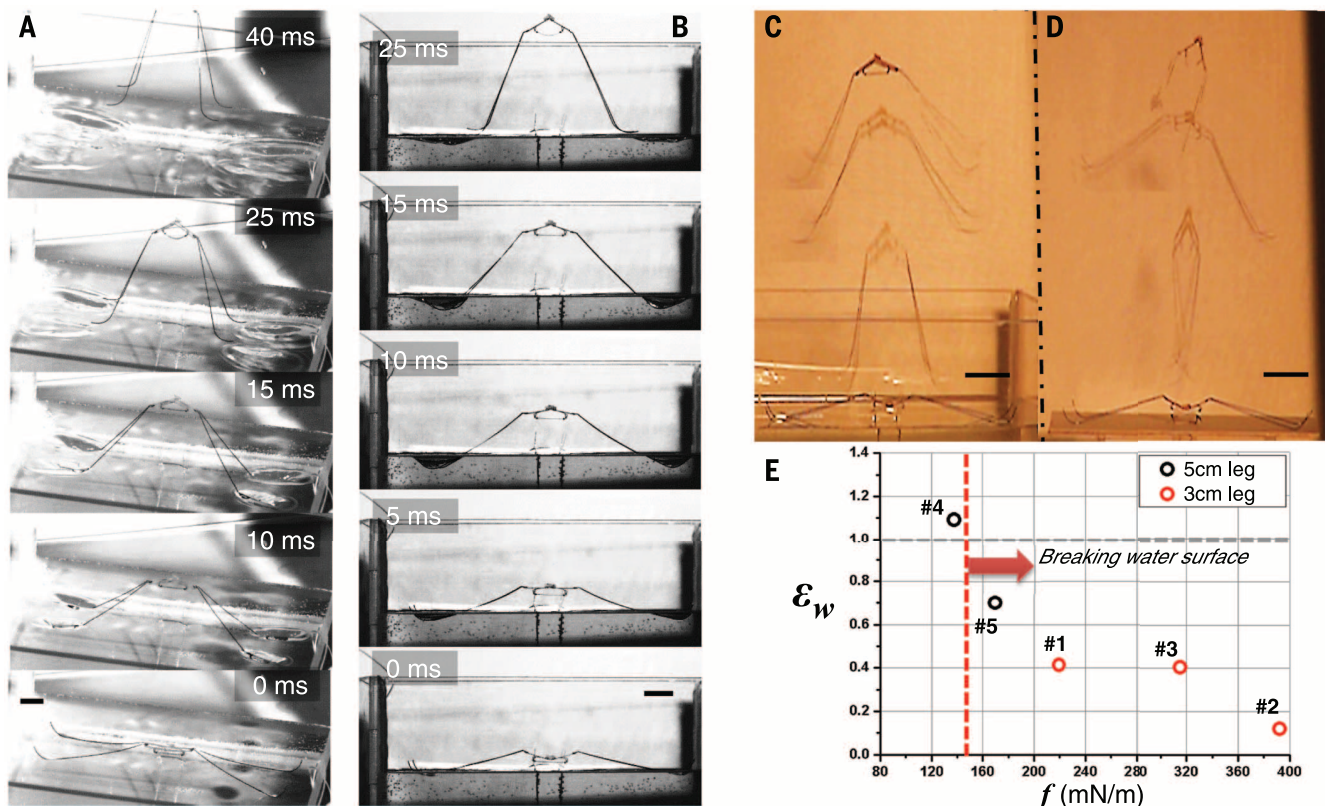 A
40 ms
25 ms
15 ms
10 ms
0 ms
B
25 ms
15 ms
10 ms
5 ms
0 ms
C
D
E
1.4
1.2
1.0
0.8
0.6
0.4
0.2
0.0
εw
5cm leg
3cm leg
#4
Breaking water surface
#5
#1
#3
#2
80
120
160
200
240
280
320
360
400
f (mN/m)